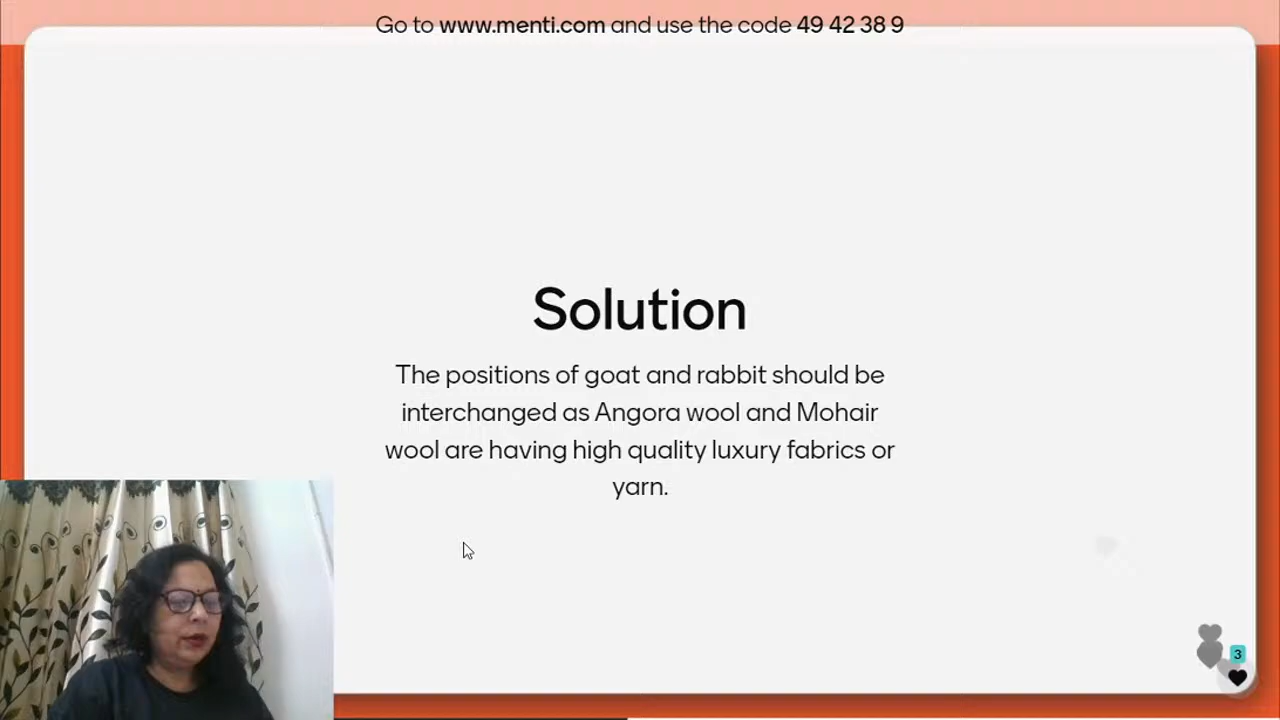 Go to www.menti.com and use the code 49 42 38 9
Solution
The positions of goat and rabbit should be
interchanged as Angora wool and Mohair
wool are having high quality luxury fabrics or
yarn.
3